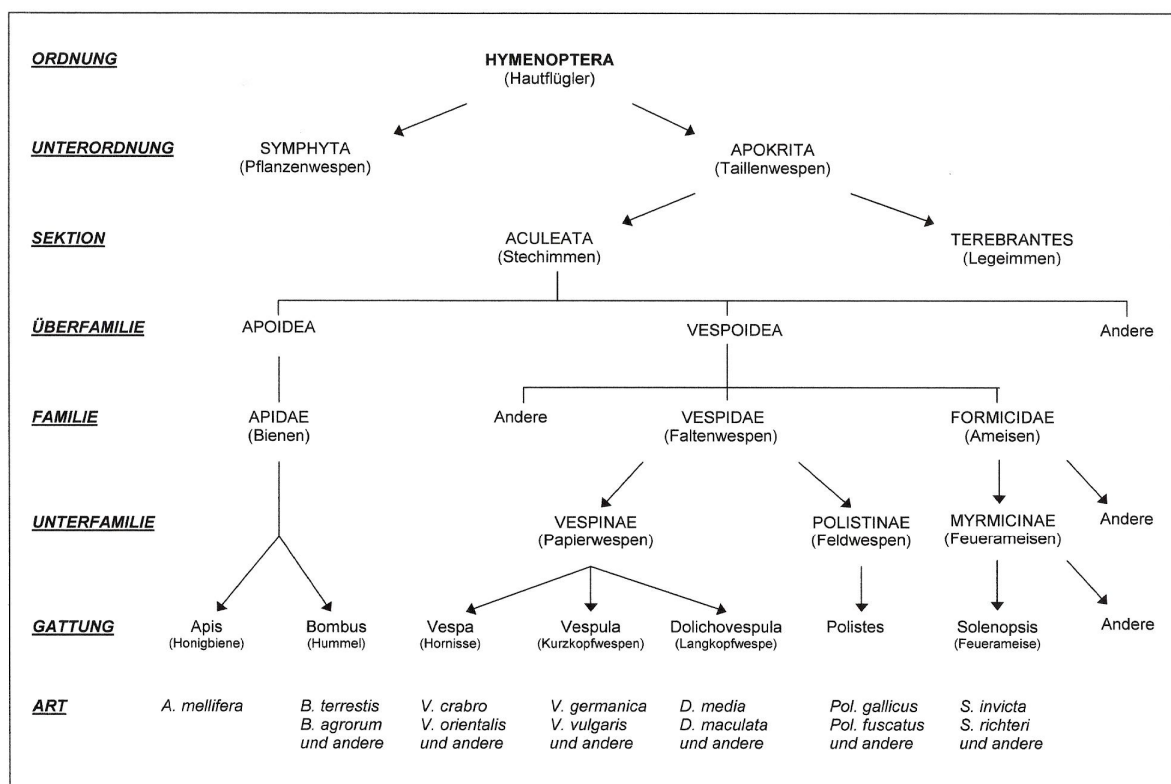 ORDNUNG
HYMENOPTERA
(Hautflügler)
UNTERORDNUNG
SYMPHYTA
(Pflanzenwespen)
APOKRITA
(Taillenwespen)
SEKTION
ACULEATA
(Stechimmen)
TEREBRANTES
(Legeimmen)
ÜBERFAMILIE
APOIDEA
VESPOIDEA
Andere
FAMILIE
APIDAE
(Bienen)
Andere
VESPIDAE
(Faltenwespen)
FORMICIDAE
(Ameisen)
UNTERFAMILIE
VESPINAE
(Papierwespen)
POLISTINAE
(Feldwespen)
MYRMICINAE
(Feuerameisen)
Andere
GATTUNG
Apis
(Honigbiene)
Bombus
(Hummel)
Vespa
(Hornisse)
Vespula
(Kurzkopfwespen)
Dolichovespula
(Langkopfwespe)
Polistes
Solenopsis
(Feuerameise)
Andere
ART
A. mellifera
B. terrestis
B. agrorum
und andere
V. crabro
V. orientalis
und andere
V. germanica
V. vulgaris
und andere
D. media
D. maculata
und andere
Pol. gallicus
Pol. fuscatus
und andere
S. invicta
S. richteri
und andere